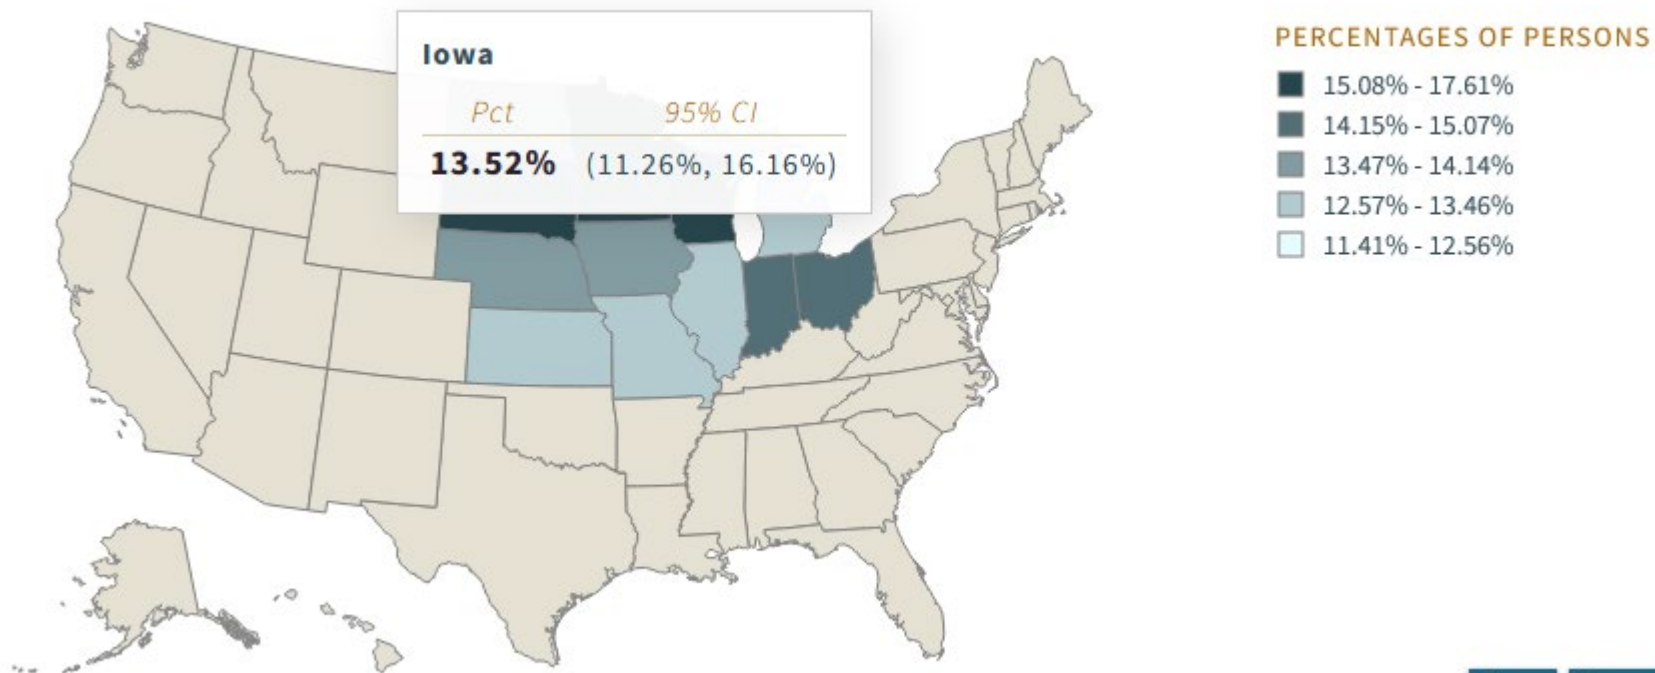 Iowa
Pct 95% CI
13.52% (11.26%, 16.16%)
PERCENTAGES OF PERSONS
15.08% - 17.61%
14.15% - 15.07%
13.47% - 14.14%
12.57% - 13.46%
11.41% - 12.56%